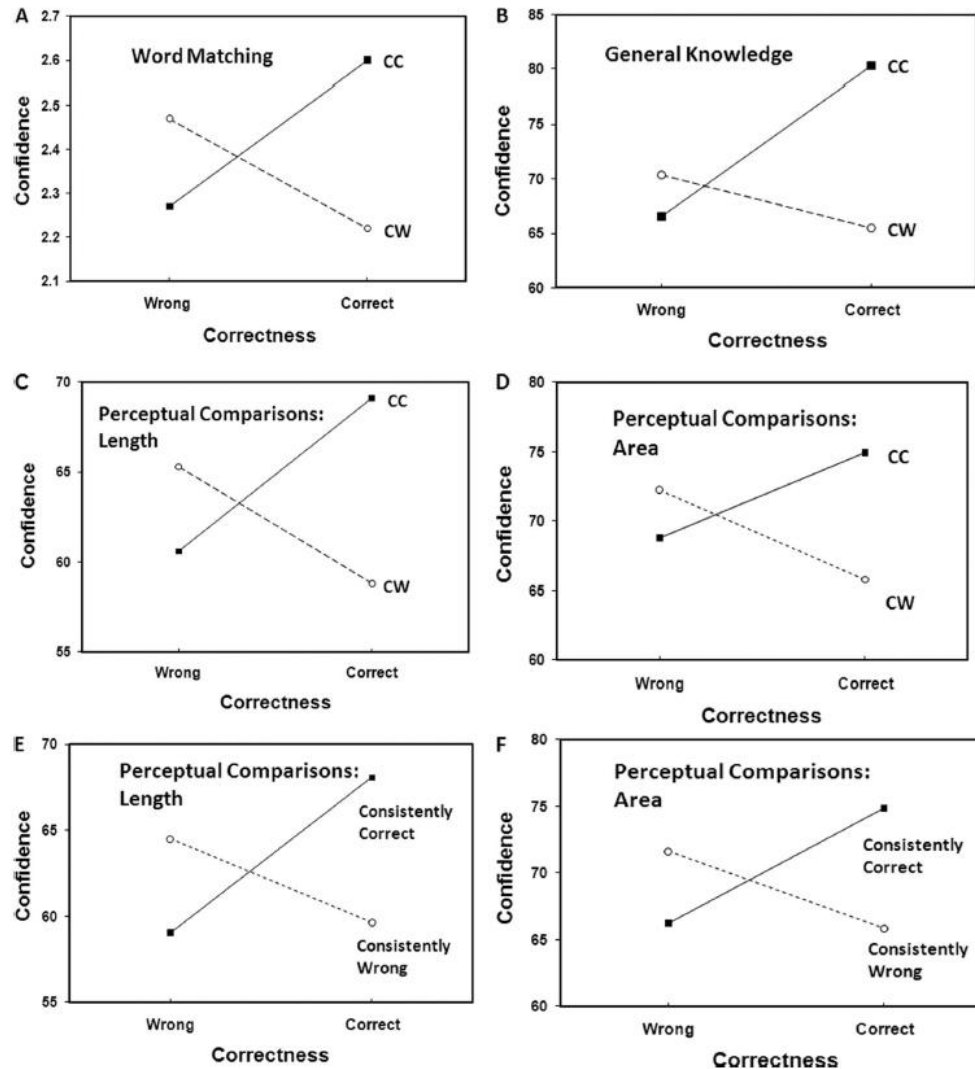 A
2.7
2.6
2.5
2.4
2.3
2.2
2.1
Confidence
Word Matching
CC
CW
Wrong
Correct
Correctness
B
85
80
75
70
65
60
Confidence
General Knowledge
CC
CW
Wrong
Correct
Correctness
C
70
65
60
55
Confidence
Perceptual Comparisons:
Length
CC
CW
Wrong
Correct
Correctness
D
80
75
70
65
60
Confidence
Perceptual Comparisons:
Area
CC
CW
Wrong
Correct
Correctness
E
70
65
60
55
Confidence
Perceptual Comparisons:
Length
Consistently
Correct
Consistently
Wrong
Wrong
Correct
Correctness
F
80
75
70
65
60
Confidence
Perceptual Comparisons:
Area
Consistently
Correct
Consistently
Wrong
Wrong
Correct
Correctness